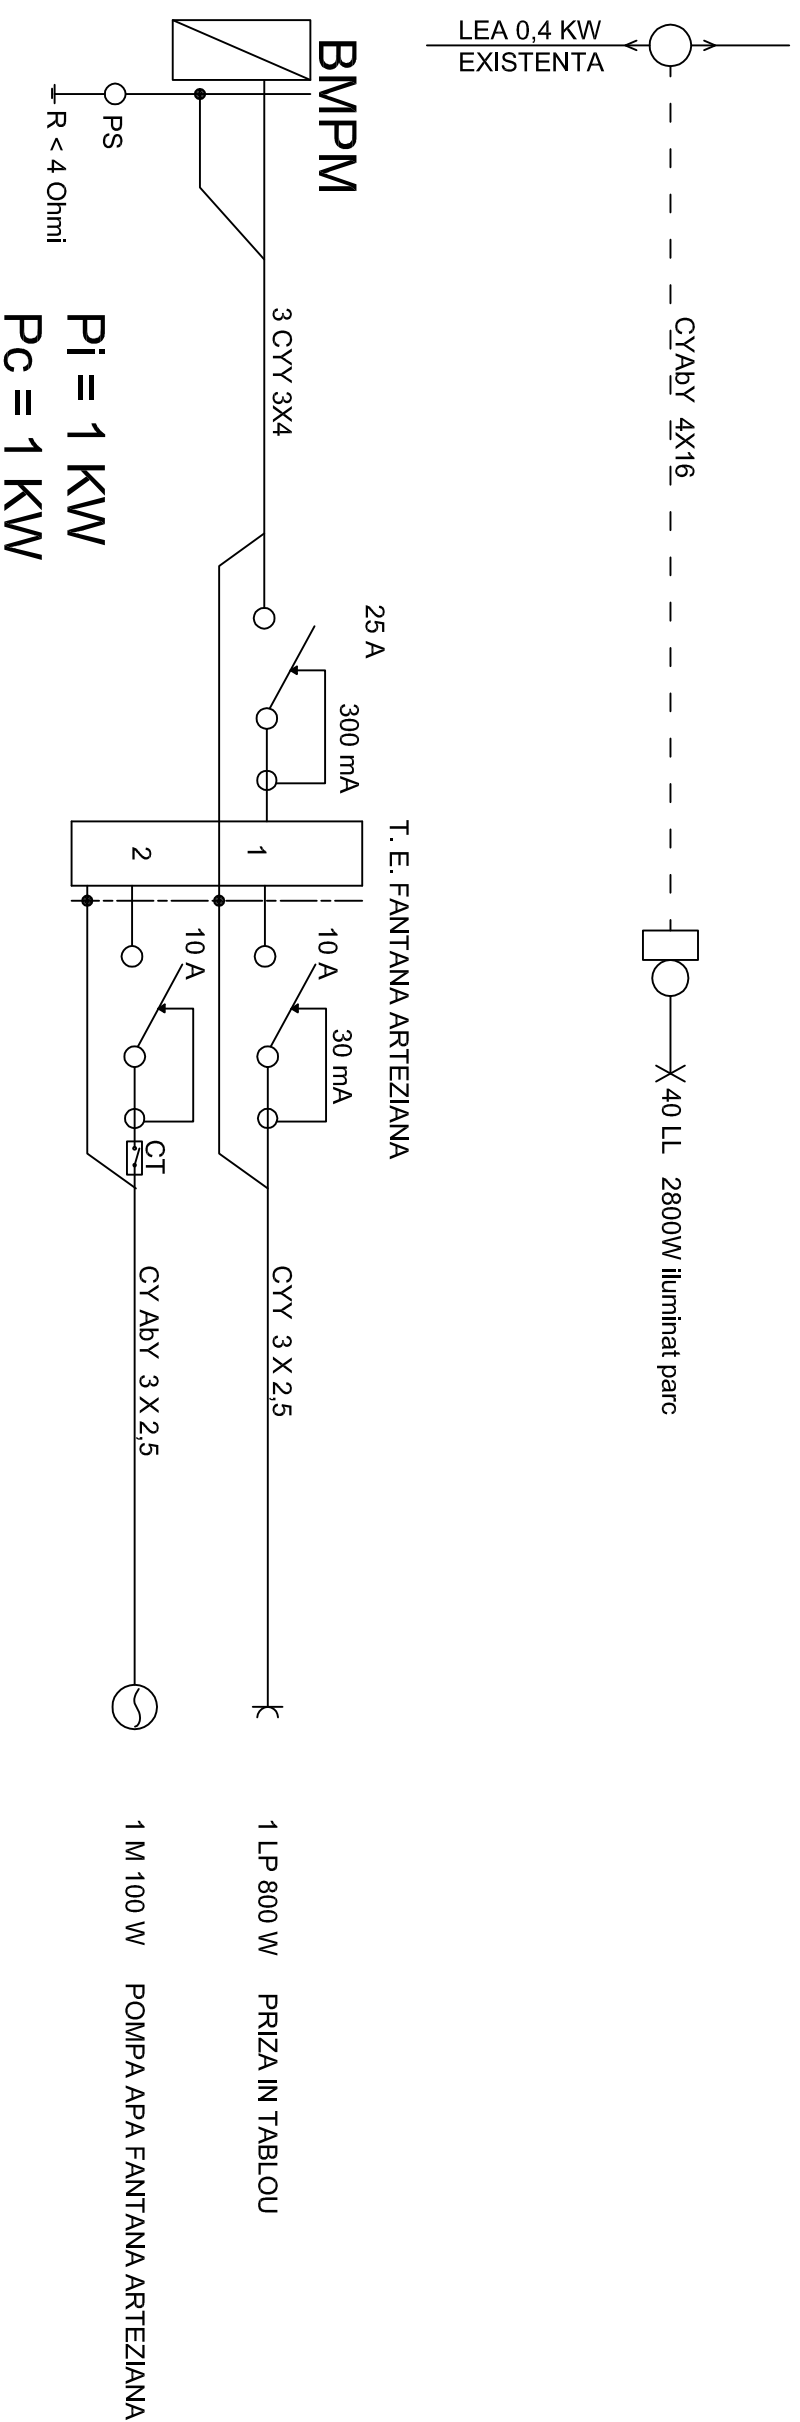 LEA 0,4 KW
EXISTENTA
CYAbY 4X16
40 LL 2800W iluminat parc
BMPM
PS
R < 4 Ohmi
3 CYY 3X4
25 A
300 mA
T. E. FANTANA ARTEZIANA
1
2
10 A
30 mA
CYY 3 X 2,5
1 LP 800 W PRIZA IN TABLOU
10 A
CT
CY AbY 3 X 2,5
1 M 100 W POMPA APA FANTANA ARTEZIANA
Pi = 1 KW
Pc = 1 KW